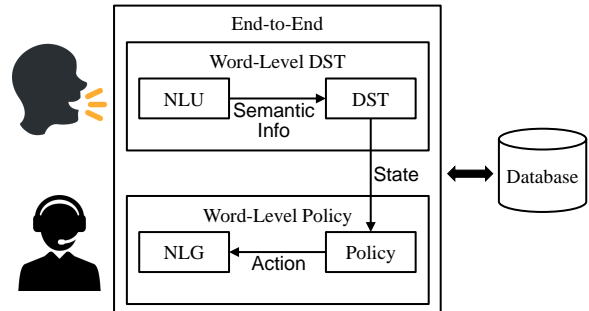 End-to-End
Word-Level DST
NLU
DST
Semantic
Info
State
Database
Word-Level Policy
NLG
Policy
Action